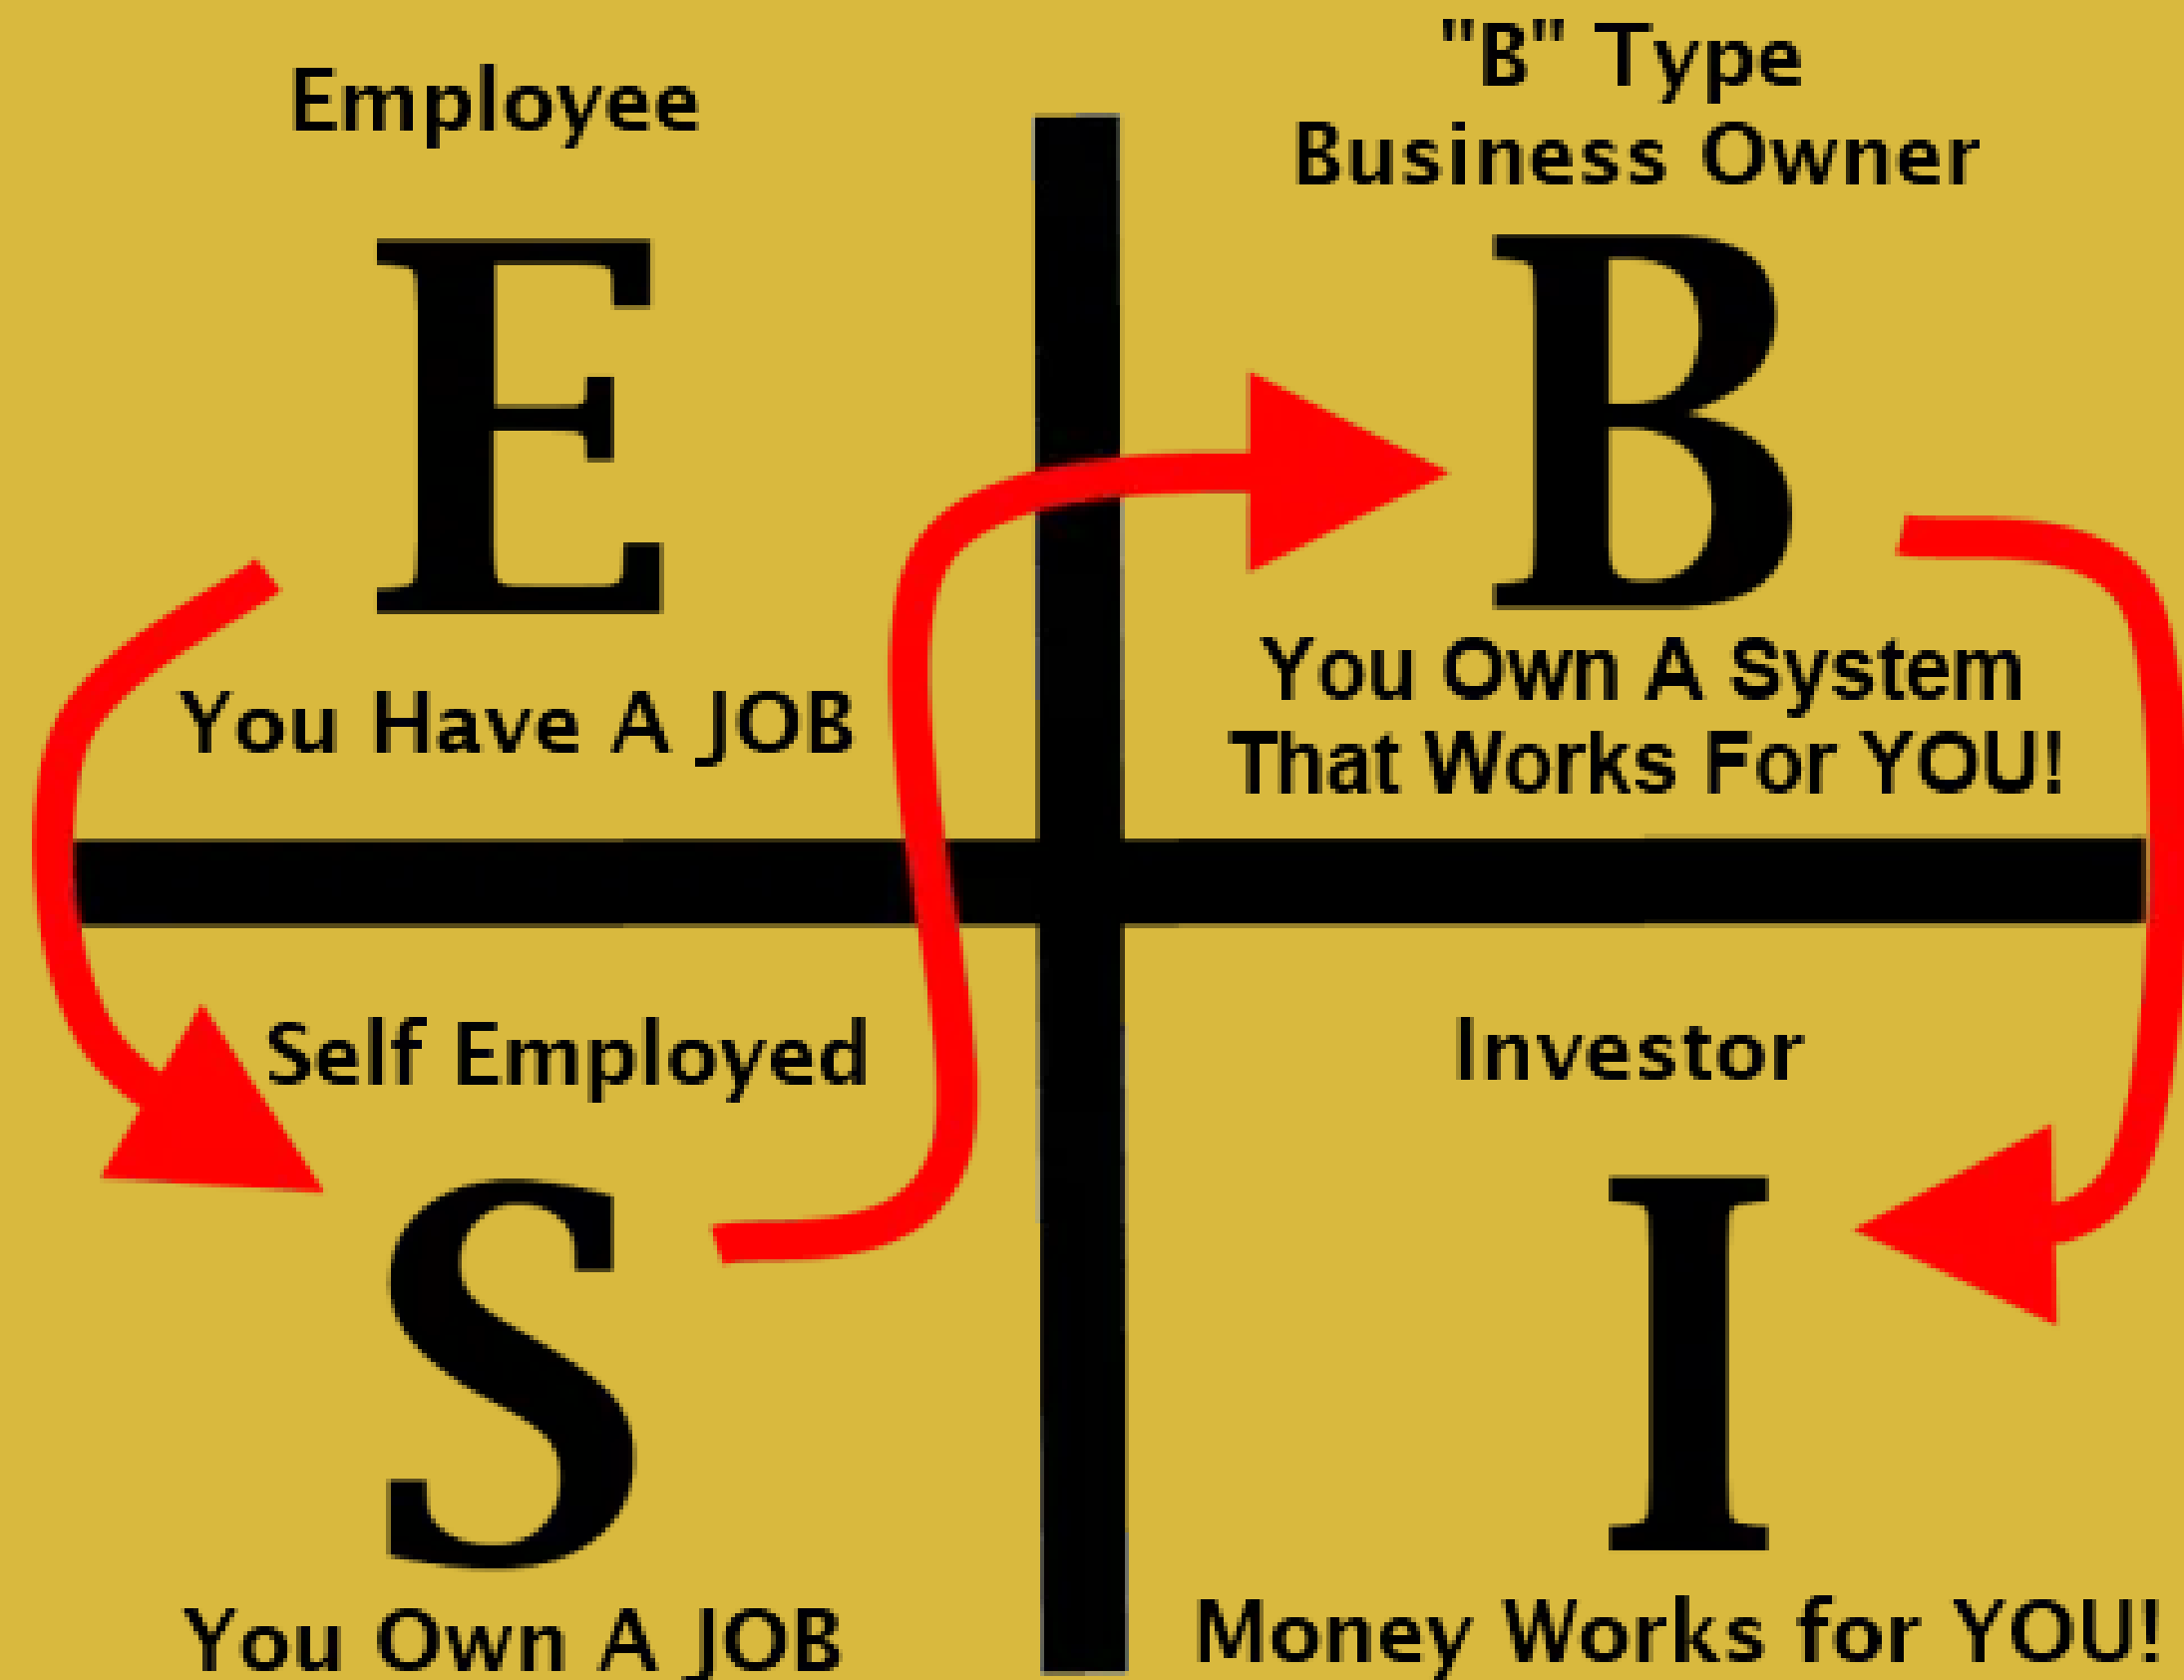 Employee
E
You Have A JOB
"B" Type
Business Owner
B
You Own A System
That Works For YOU!
Self Employed
S
You Own A JOB
Investor
I
Money Works for YOU!